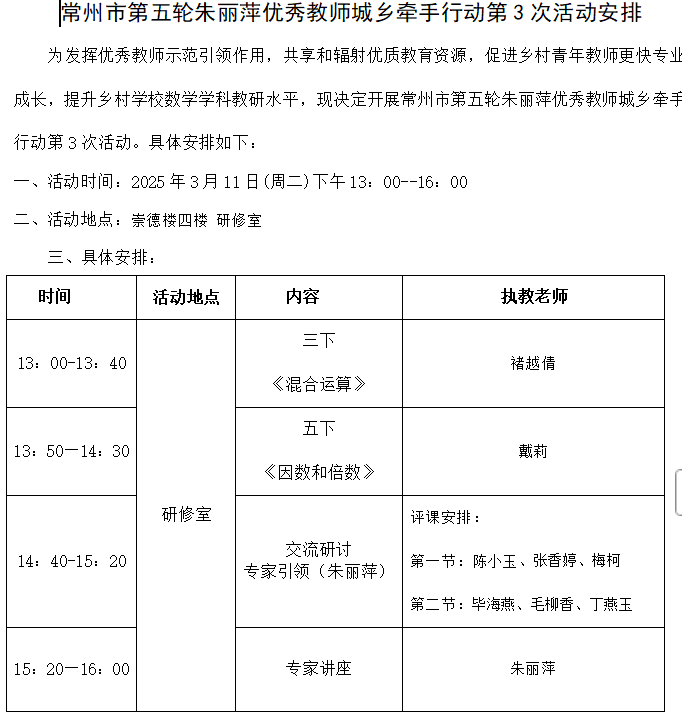 常州市第五轮朱丽萍优秀教师城乡牵手行动第 3 次活动安排
为发挥优秀教师示范引领作用，共享和辐射优质教育资源，促进乡村青年教师更快专业
成长，提升乡村学校数学学科教研水平，现决定开展常州市第五轮朱丽萍优秀教师城乡牵手
行动第 3 次活动。具体安排如下：
一、活动时间：2025 年 3 月 11 日(周二)下午 13：00--16：00
二、活动地点：崇德楼四楼 研修室
三、具体安排：
时间 活动地点 内容 执教老师
13：00-13：40
三下
《混合运算》
褚越倩
13：50—14：30
五下
《因数和倍数》
戴莉
研修室
14：40-15：20
交流研讨
专家引领（朱丽萍）
评课安排：
第一节：陈小玉、张香婷、梅柯
第二节：毕海燕、毛柳香、丁燕玉
15：20—16：00 专家讲座 朱丽萍